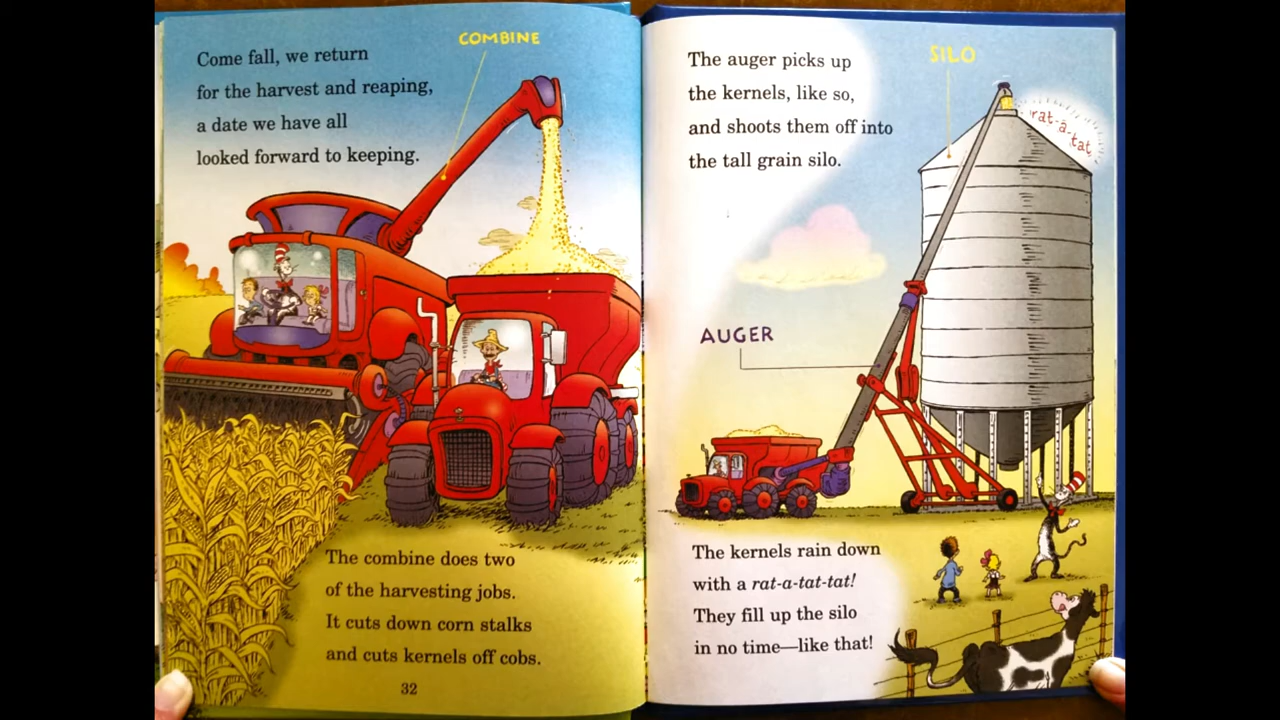 COMBINE
Come fall, we return
for the harvest and reaping,
a date we have all
looked forward to keeping.
The combine does two
of the harvesting jobs.
It cuts down corn stalks
and cuts kernels off cobs.
32
The auger picks up
the kernels, like so,
and shoots them off into
the tall grain silo.
SILO
rat-a-tat
AUGER
The kernels rain down
with a rat-a-tat-tat!
They fill up the silo
in no time—like that!